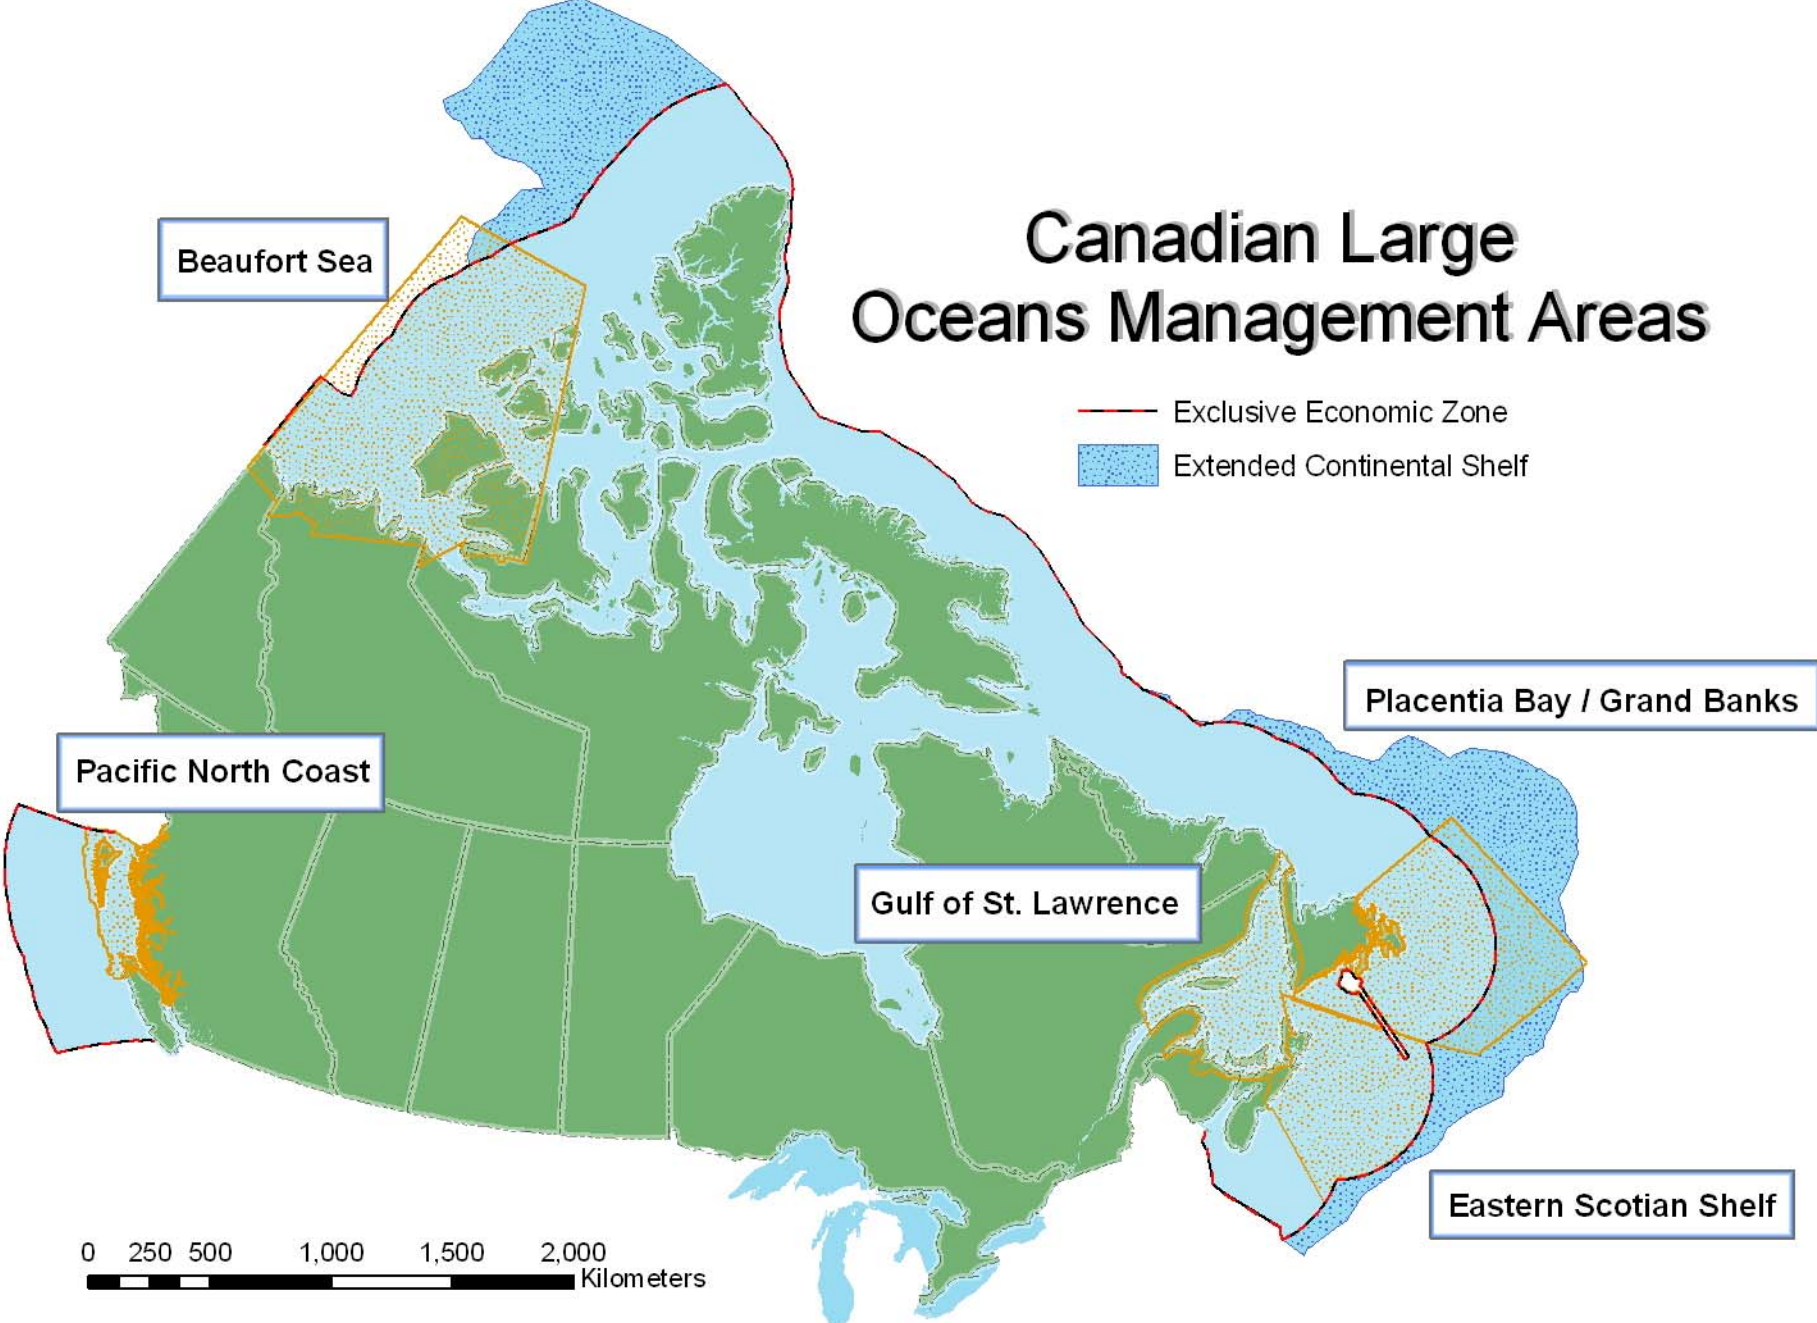 Canadian Large
Oceans Management Areas
Exclusive Economic Zone
Extended Continental Shelf
Beaufort Sea
Placentia Bay / Grand Banks
Pacific North Coast
Gulf of St. Lawrence
Eastern Scotian Shelf
0 250 500 1,000 1,500 2,000
Kilometers